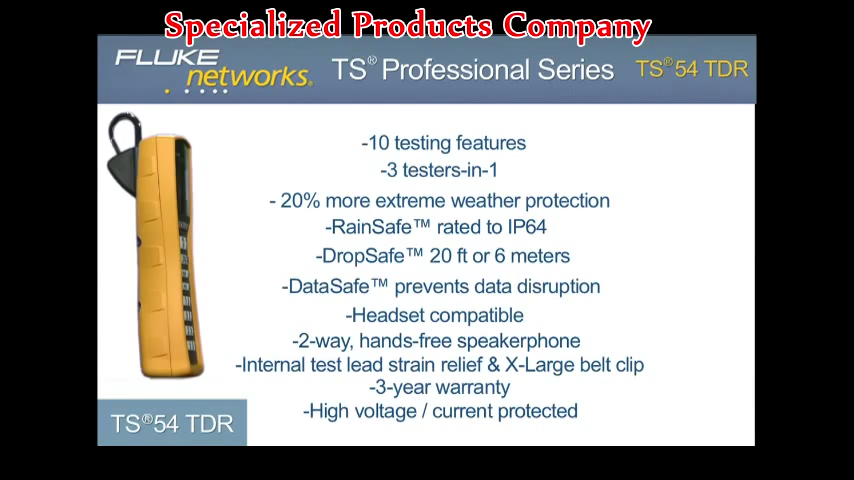 Specialized Products Company
FLUKE
networks®
TS® Professional Series
TS®54 TDR
-10 testing features
-3 testers-in-1
- 20% more extreme weather protection
-RainSafe™ rated to IP64
-DropSafe™ 20 ft or 6 meters
-DataSafe™ prevents data disruption
-Headset compatible
-2-way, hands-free speakerphone
-Internal test lead strain relief & X-Large belt clip
-3-year warranty
-High voltage / current protected
TS®54 TDR